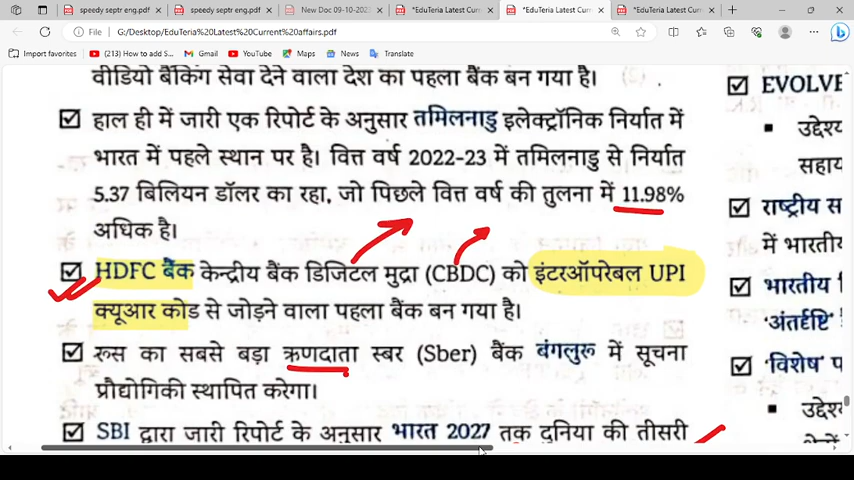 speedy septr eng.pdf
speedy septr eng.pdf
New Doc 09-10-202
*EduTeria Latest Cur
*EduTeria Latest Cur
*EduTeria Latest Cur
File | G:/Desktop/EduTeria%20Latest%20Current%20affairs.pdf
Import favorites
(213) How to add S...
Gmail
YouTube
Maps
News
Translate
वीडियो बैंकिंग सेवा देने वाला देश का पहला बैंक बन गया है।
हाल ही में जारी एक रिपोर्ट के अनुसार तमिलनाडु इलेक्ट्रॉनिक निर्यात में
भारत में पहले स्थान पर है। वित्त वर्ष 2022-23 में तमिलनाडु से निर्यात
5.37 बिलियन डॉलर का रहा, जो पिछले वित्त वर्ष की तुलना में 11.98%
अधिक है।
HDFC बैंक केन्द्रीय बैंक डिजिटल मुद्रा (CBDC) को इंटरऑपरेबल UPI
क्यूआर कोड से जोड़ने वाला पहला बैंक बन गया है।
रूस का सबसे बड़ा ऋणदाता स्बर (Sber) बैंक बंगलुरू में सूचना
प्रौद्योगिकी स्थापित करेगा।
SBI द्वारा जारी रिपोर्ट के अनुसार भारत 2027 तक दुनिया की तीसरी
EVOLVE
उद्देश्य
सहाय
राष्ट्रीय स
में भारतीय
भारतीय
'अंतर्दृष्टि'
'विशेष' प
उद्देश्य